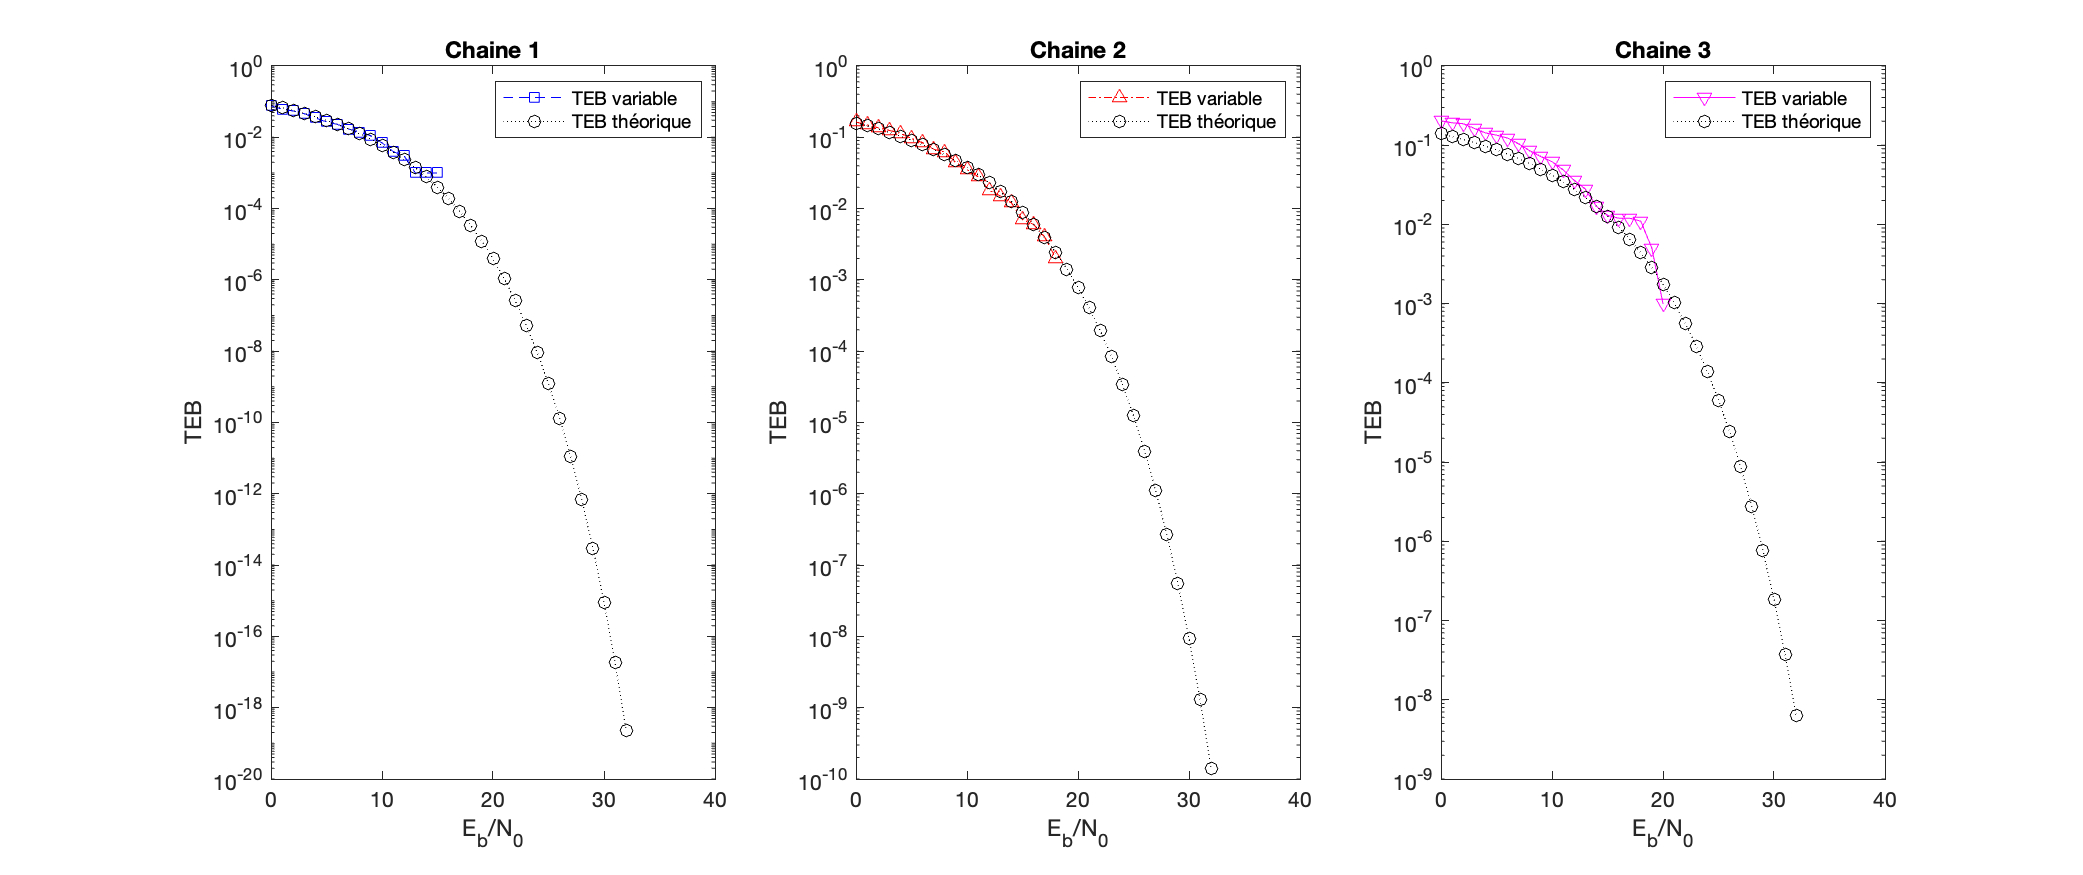 Chaine 1
TEB variable
TEB théorique
10^0
10^-2
10^-4
10^-6
10^-8
10^-10
10^-12
10^-14
10^-16
10^-18
10^-20
TEB
0 10 20 30 40
E_b/N_0
Chaine 2
TEB variable
TEB théorique
10^0
10^-1
10^-2
10^-3
10^-4
10^-5
10^-6
10^-7
10^-8
10^-9
10^-10
TEB
0 10 20 30 40
E_b/N_0
Chaine 3
TEB variable
TEB théorique
10^0
10^-1
10^-2
10^-3
10^-4
10^-5
10^-6
10^-7
10^-8
10^-9
TEB
0 10 20 30 40
E_b/N_0